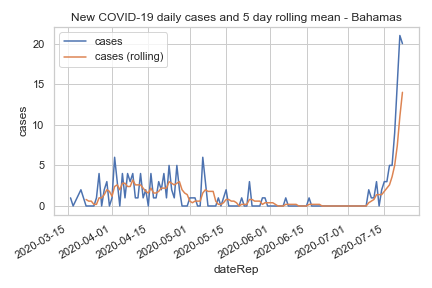 New COVID-19 daily cases and 5 day rolling mean - Bahamas
cases
cases (rolling)
20
15
10
5
0
cases
2020-03-15
2020-04-01
2020-04-15
2020-05-01
2020-05-15
2020-06-01
2020-06-15
2020-07-01
2020-07-15
dateRep